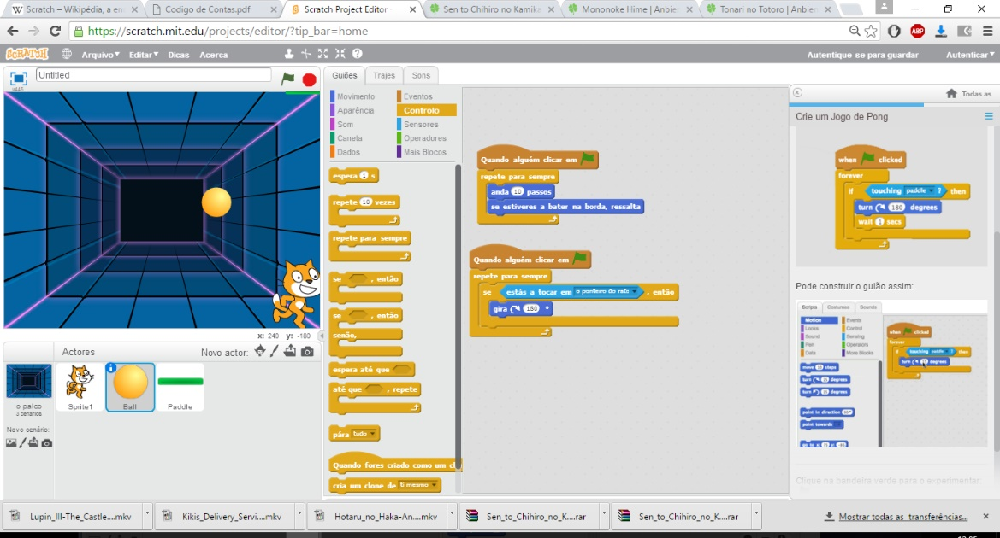 Scratch – Wikipédia, a en
Codigo de Contas.pdf
Scratch Project Editor
Sen to Chihiro no Kamika
Mononoke Hime | Anbien
Tonari no Totoro | Anbien
https://scratch.mit.edu/projects/editor/?tip_bar=home
ABP
SCRATCH
Arquivo
Editar
Dicas
Acerca
Autentique-se para guardar
Autenticar
Untitled
v446
Guiões
Trajes
Sons
Movimento
Eventos
Aparência
Controlo
Som
Sensores
Caneta
Operadores
Dados
Mais Blocos
espera 1 s
repete 10 vezes
repete para sempre
se , então
se , então
senão,
espera até que
até que , repete
pára tudo
Quando fores criado como um cl
cria um clone de ti mesmo
Quando alguém clicar em
repete para sempre
anda 10 passos
se estiveres a bater na borda, ressalta
Quando alguém clicar em
repete para sempre
se estás a tocar em o ponteiro do rato , então
gira 180 °
x: 240 y: -180
Actores
Novo actor:
o palco
3 cenários
Novo cenário:
Sprite1
Ball
Paddle
Todas as
Crie um Jogo de Pong
when clicked
forever
if touching paddle ? then
turn 180 degrees
wait 1 secs
Pode construir o guião assim:
Scripts
Costumes
Sounds
Motion
Events
Looks
Control
Sound
Sensing
Pen
Operators
Data
More Blocks
move 10 steps
turn 15 degrees
turn 15 degrees
point in direction 90
point towards
when clicked
forever
if touching paddle ? then
turn degrees
Clique na bandeira verde para o experimentar:
Lupin_III-The_Castle....mkv
Kikis_Delivery_Servi....mkv
Hotaru_no_Haka-An....mkv
Sen_to_Chihiro_no_K....rar
Sen_to_Chihiro_no_K....rar
Mostrar todas as transferências...